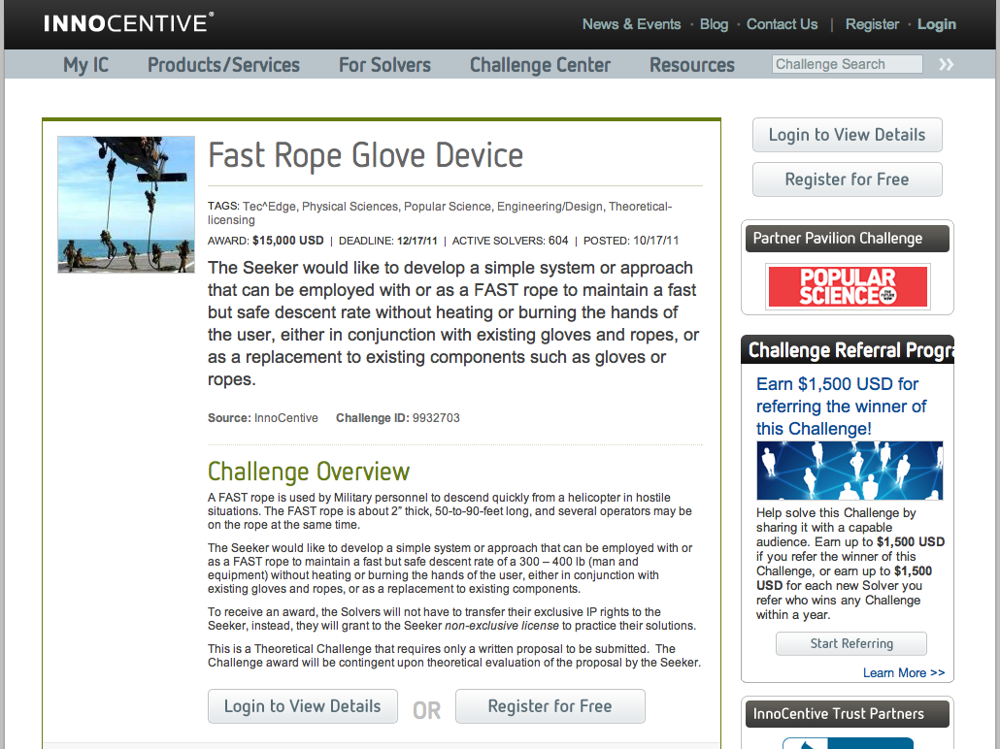 INNOCENTIVE®
News & Events · Blog · Contact Us | Register · Login
My IC Products/Services For Solvers Challenge Center Resources Challenge Search »
Fast Rope Glove Device
TAGS: Tec^Edge, Physical Sciences, Popular Science, Engineering/Design, Theoretical-
licensing
AWARD: $15,000 USD | DEADLINE: 12/17/11 | ACTIVE SOLVERS: 604 | POSTED: 10/17/11
The Seeker would like to develop a simple system or approach
that can be employed with or as a FAST rope to maintain a fast
but safe descent rate without heating or burning the hands of
the user, either in conjunction with existing gloves and ropes, or
as a replacement to existing components such as gloves or
ropes.
Source: InnoCentive Challenge ID: 9932703
Challenge Overview
A FAST rope is used by Military personnel to descend quickly from a helicopter in hostile
situations. The FAST rope is about 2” thick, 50-to-90-feet long, and several operators may be
on the rope at the same time.
The Seeker would like to develop a simple system or approach that can be employed with or
as a FAST rope to maintain a fast but safe descent rate of a 300 – 400 lb (man and
equipment) without heating or burning the hands of the user, either in conjunction with
existing gloves and ropes, or as a replacement to existing components.
To receive an award, the Solvers will not have to transfer their exclusive IP rights to the
Seeker, instead, they will grant to the Seeker non-exclusive license to practice their solutions.
This is a Theoretical Challenge that requires only a written proposal to be submitted. The
Challenge award will be contingent upon theoretical evaluation of the proposal by the Seeker.
Login to View Details OR Register for Free
Login to View Details
Register for Free
Partner Pavilion Challenge
POPULAR
SCIENCE
Challenge Referral Progra
Earn $1,500 USD for
referring the winner of
this Challenge!
Help solve this Challenge by
sharing it with a capable
audience. Earn up to $1,500 USD
if you refer the winner of this
Challenge, or earn up to $1,500
USD for each new Solver you
refer who wins any Challenge
within a year.
Start Referring
Learn More >>
InnoCentive Trust Partners